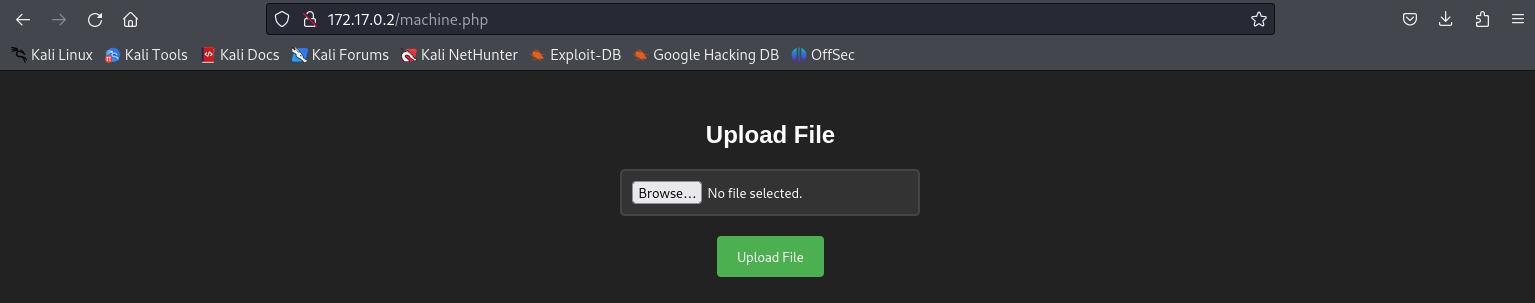 172.17.0.2/machine.php
Kali Linux Kali Tools Kali Docs Kali Forums Kali NetHunter Exploit-DB Google Hacking DB OffSec
Upload File
Browse... No file selected.
Upload File